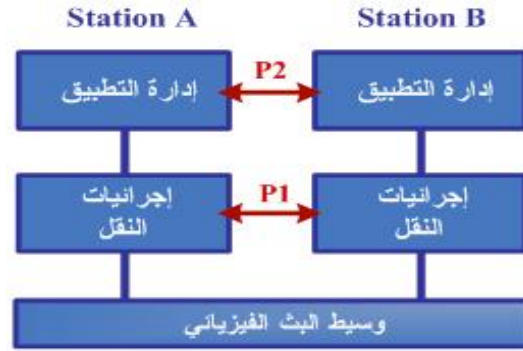 Station A
Station B
إدارة التطبيق
P2
إدارة التطبيق
إجرائيات
النقل
P1
إجرائيات
النقل
وسيط البث الفيزيائي